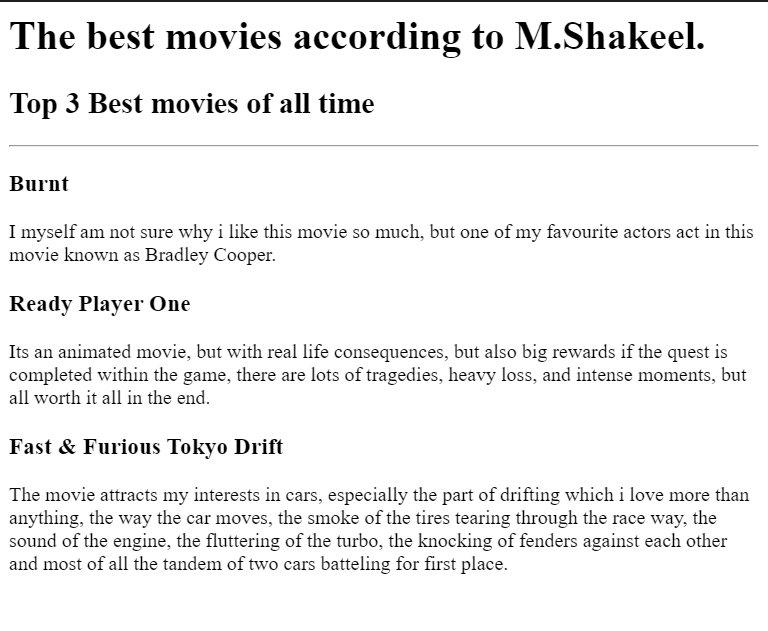 The best movies according to M.Shakeel.
Top 3 Best movies of all time
Burnt
I myself am not sure why i like this movie so much, but one of my favourite actors act in this
movie known as Bradley Cooper.
Ready Player One
Its an animated movie, but with real life consequences, but also big rewards if the quest is
completed within the game, there are lots of tragedies, heavy loss, and intense moments, but
all worth it all in the end.
Fast & Furious Tokyo Drift
The movie attracts my interests in cars, especially the part of drifting which i love more than
anything, the way the car moves, the smoke of the tires tearing through the race way, the
sound of the engine, the fluttering of the turbo, the knocking of fenders against each other
and most of all the tandem of two cars batteling for first place.